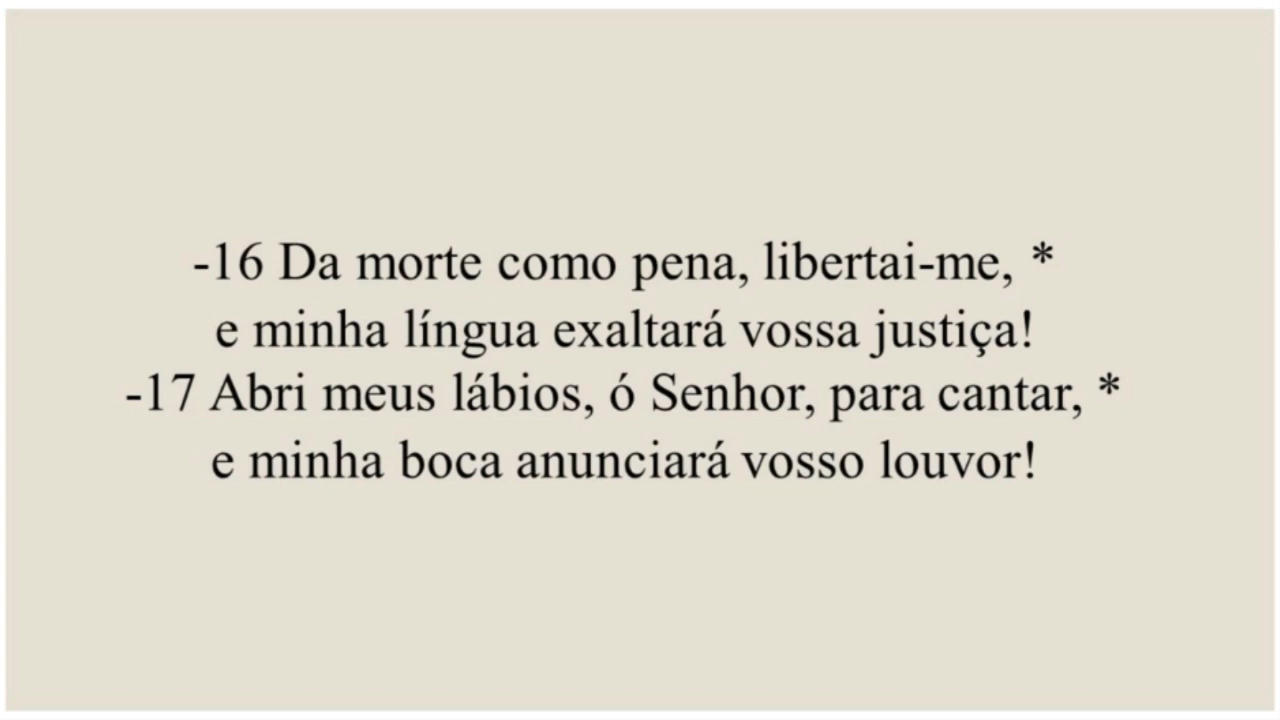 -16 Da morte como pena, libertai-me, *
e minha língua exaltará vossa justiça!
-17 Abri meus lábios, ó Senhor, para cantar, *
e minha boca anunciará vosso louvor!